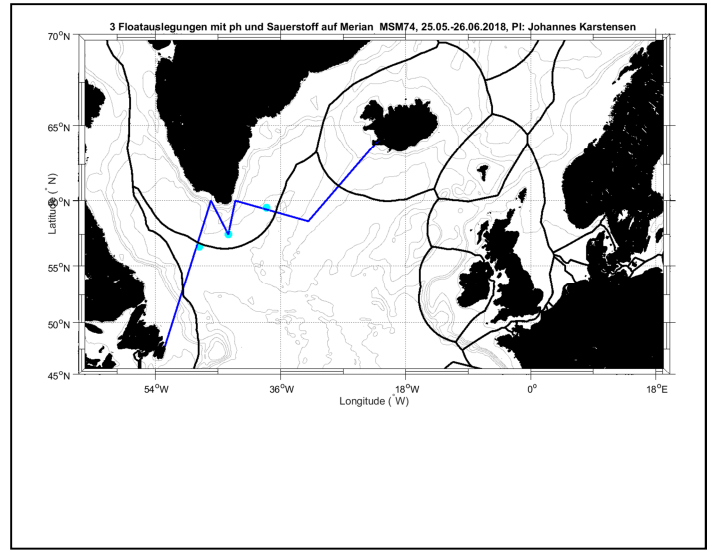 3 Floatauslegungen mit ph und Sauerstoff auf Merian MSM74, 25.05.-26.06.2018, PI: Johannes Karstensen
70°N
65°N
60°N
55°N
50°N
45°N
Latitude (°N)
54°W
36°W
18°W
0°
18°E
Longitude (°W)